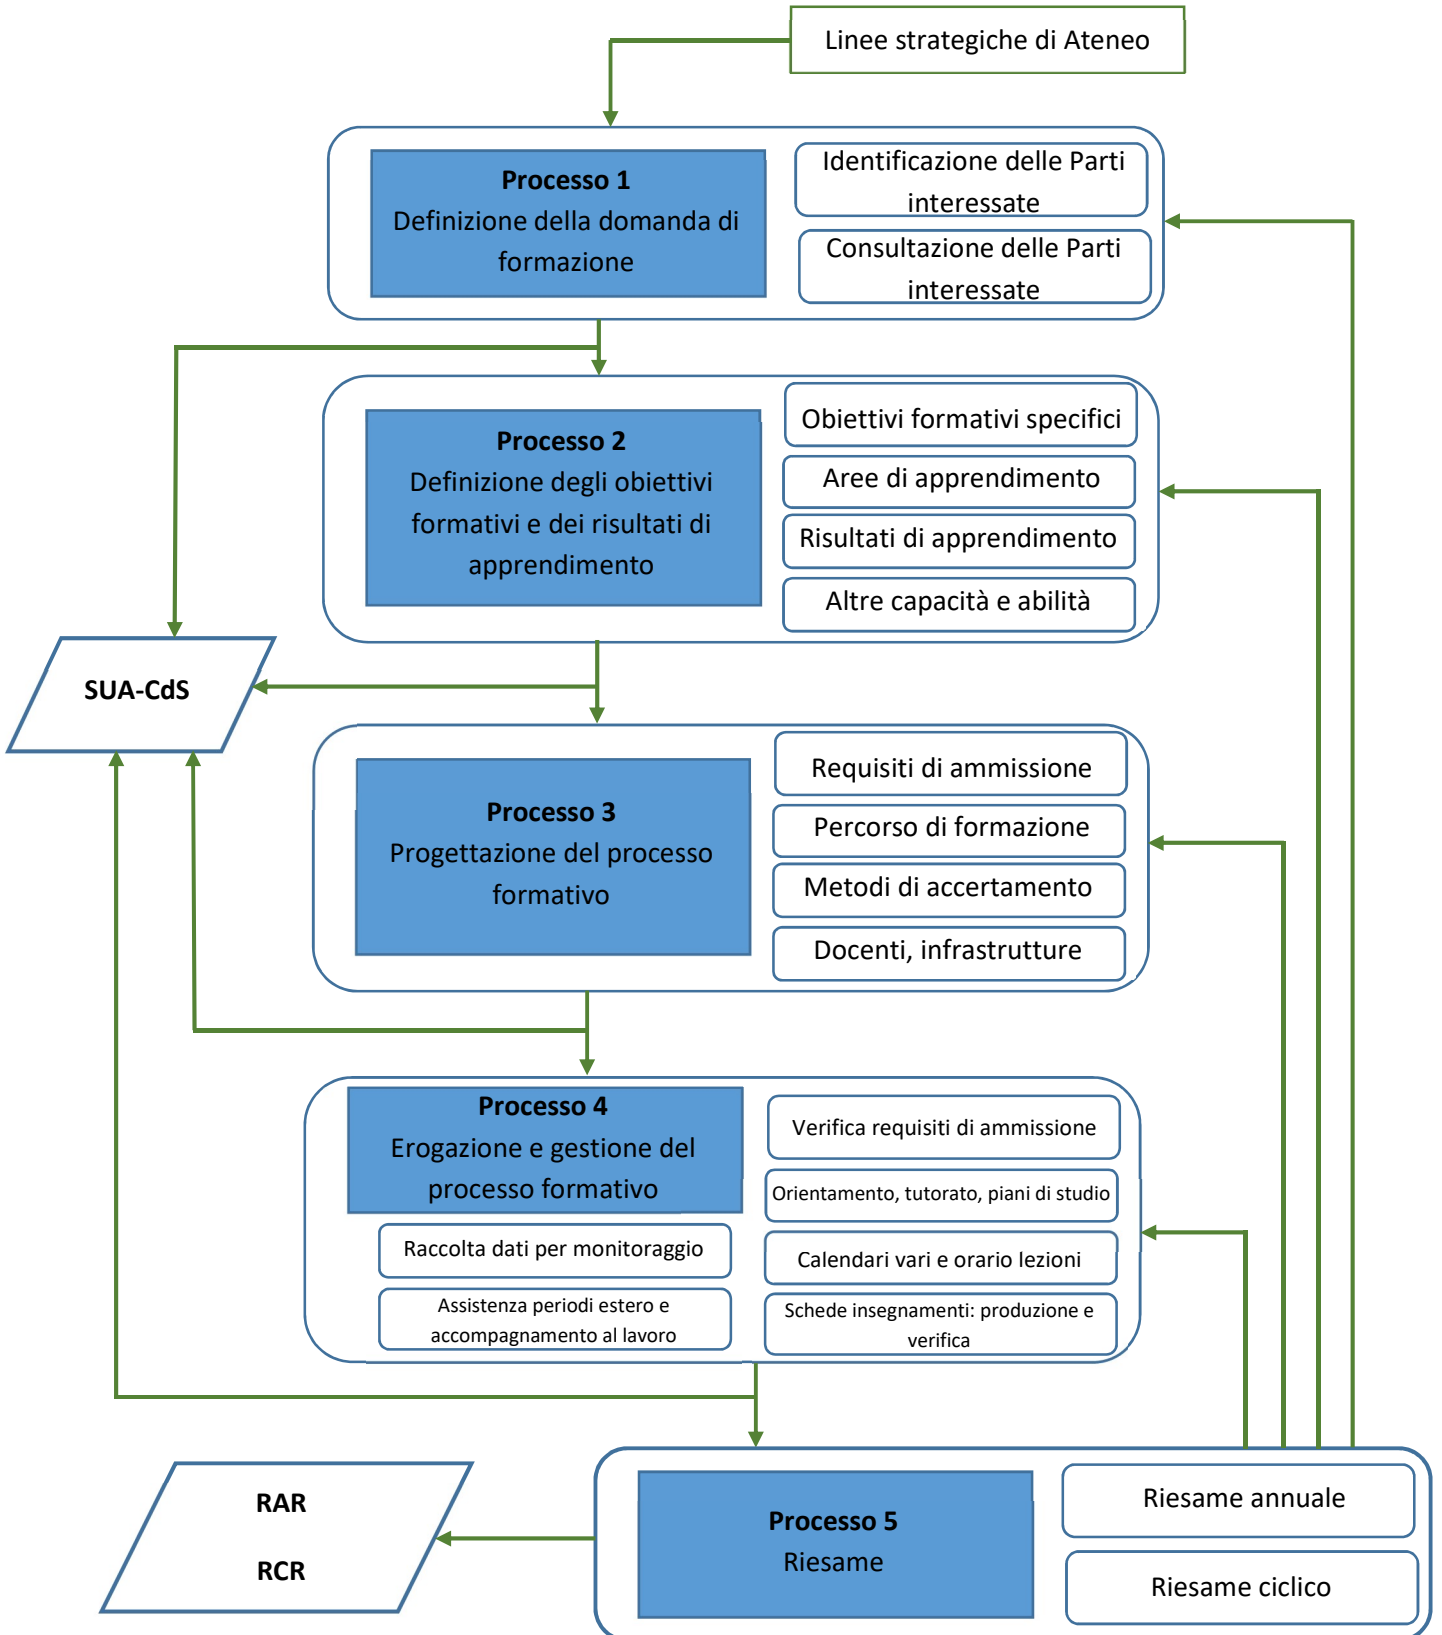 Linee strategiche di Ateneo
Processo 1
Definizione della domanda di
formazione
Identificazione delle Parti
interessate
Consultazione delle Parti
interessate
Processo 2
Definizione degli obiettivi
formativi e dei risultati di
apprendimento
Obiettivi formativi specifici
Aree di apprendimento
Risultati di apprendimento
Altre capacità e abilità
SUA-CdS
Processo 3
Progettazione del processo
formativo
Requisiti di ammissione
Percorso di formazione
Metodi di accertamento
Docenti, infrastrutture
Processo 4
Erogazione e gestione del
processo formativo
Raccolta dati per monitoraggio
Assistenza periodi estero e
accompagnamento al lavoro
Verifica requisiti di ammissione
Orientamento, tutorato, piani di studio
Calendari vari e orario lezioni
Schede insegnamenti: produzione e
verifica
RAR
RCR
Processo 5
Riesame
Riesame annuale
Riesame ciclico